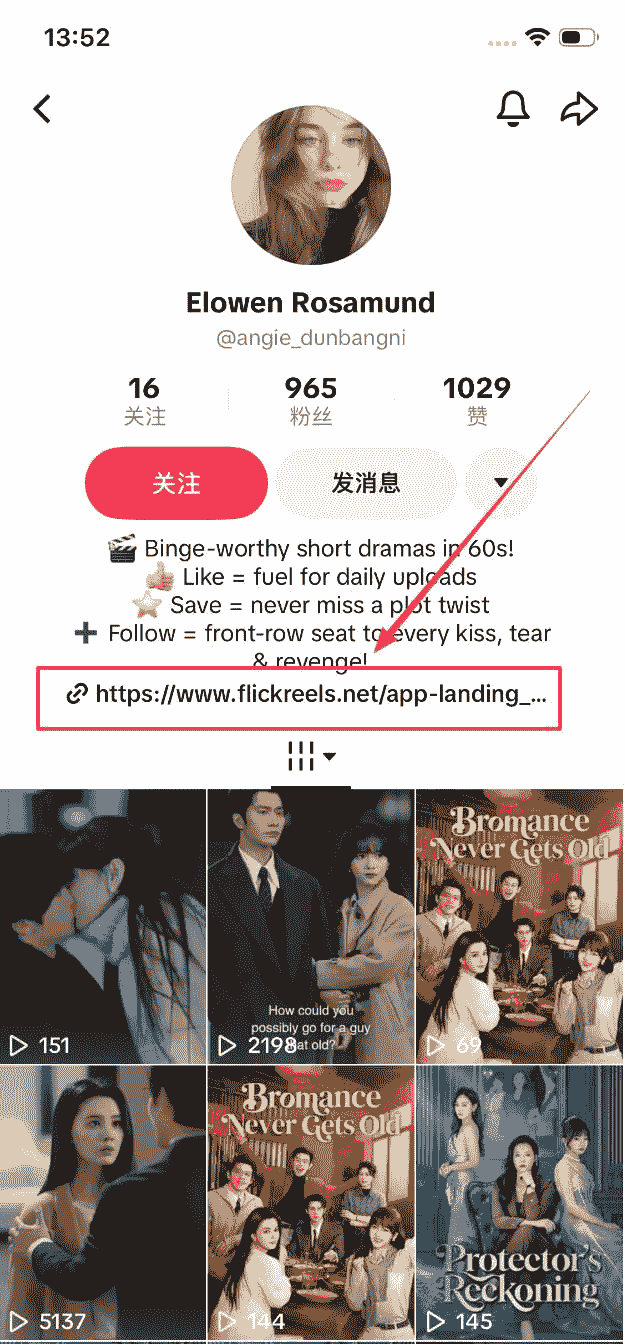 13:52
Elowen Rosamund
@angie_dunbangni
16 965 1029
关注 粉丝 赞
关注 发消息
🎬 Binge-worthy short dramas in 60s!
👍 Like = fuel for daily uploads
⭐ Save = never miss a plot twist
➕ Follow = front-row seat to every kiss, tear
& revenge!
https://www.flickreels.net/app-landing_...
Bromance
Never Gets Old
How could you
possibly go for a guy
that old?
151 2198 69
Bromance
Never Gets Old
Protector's
Reckoning
5137 144 145